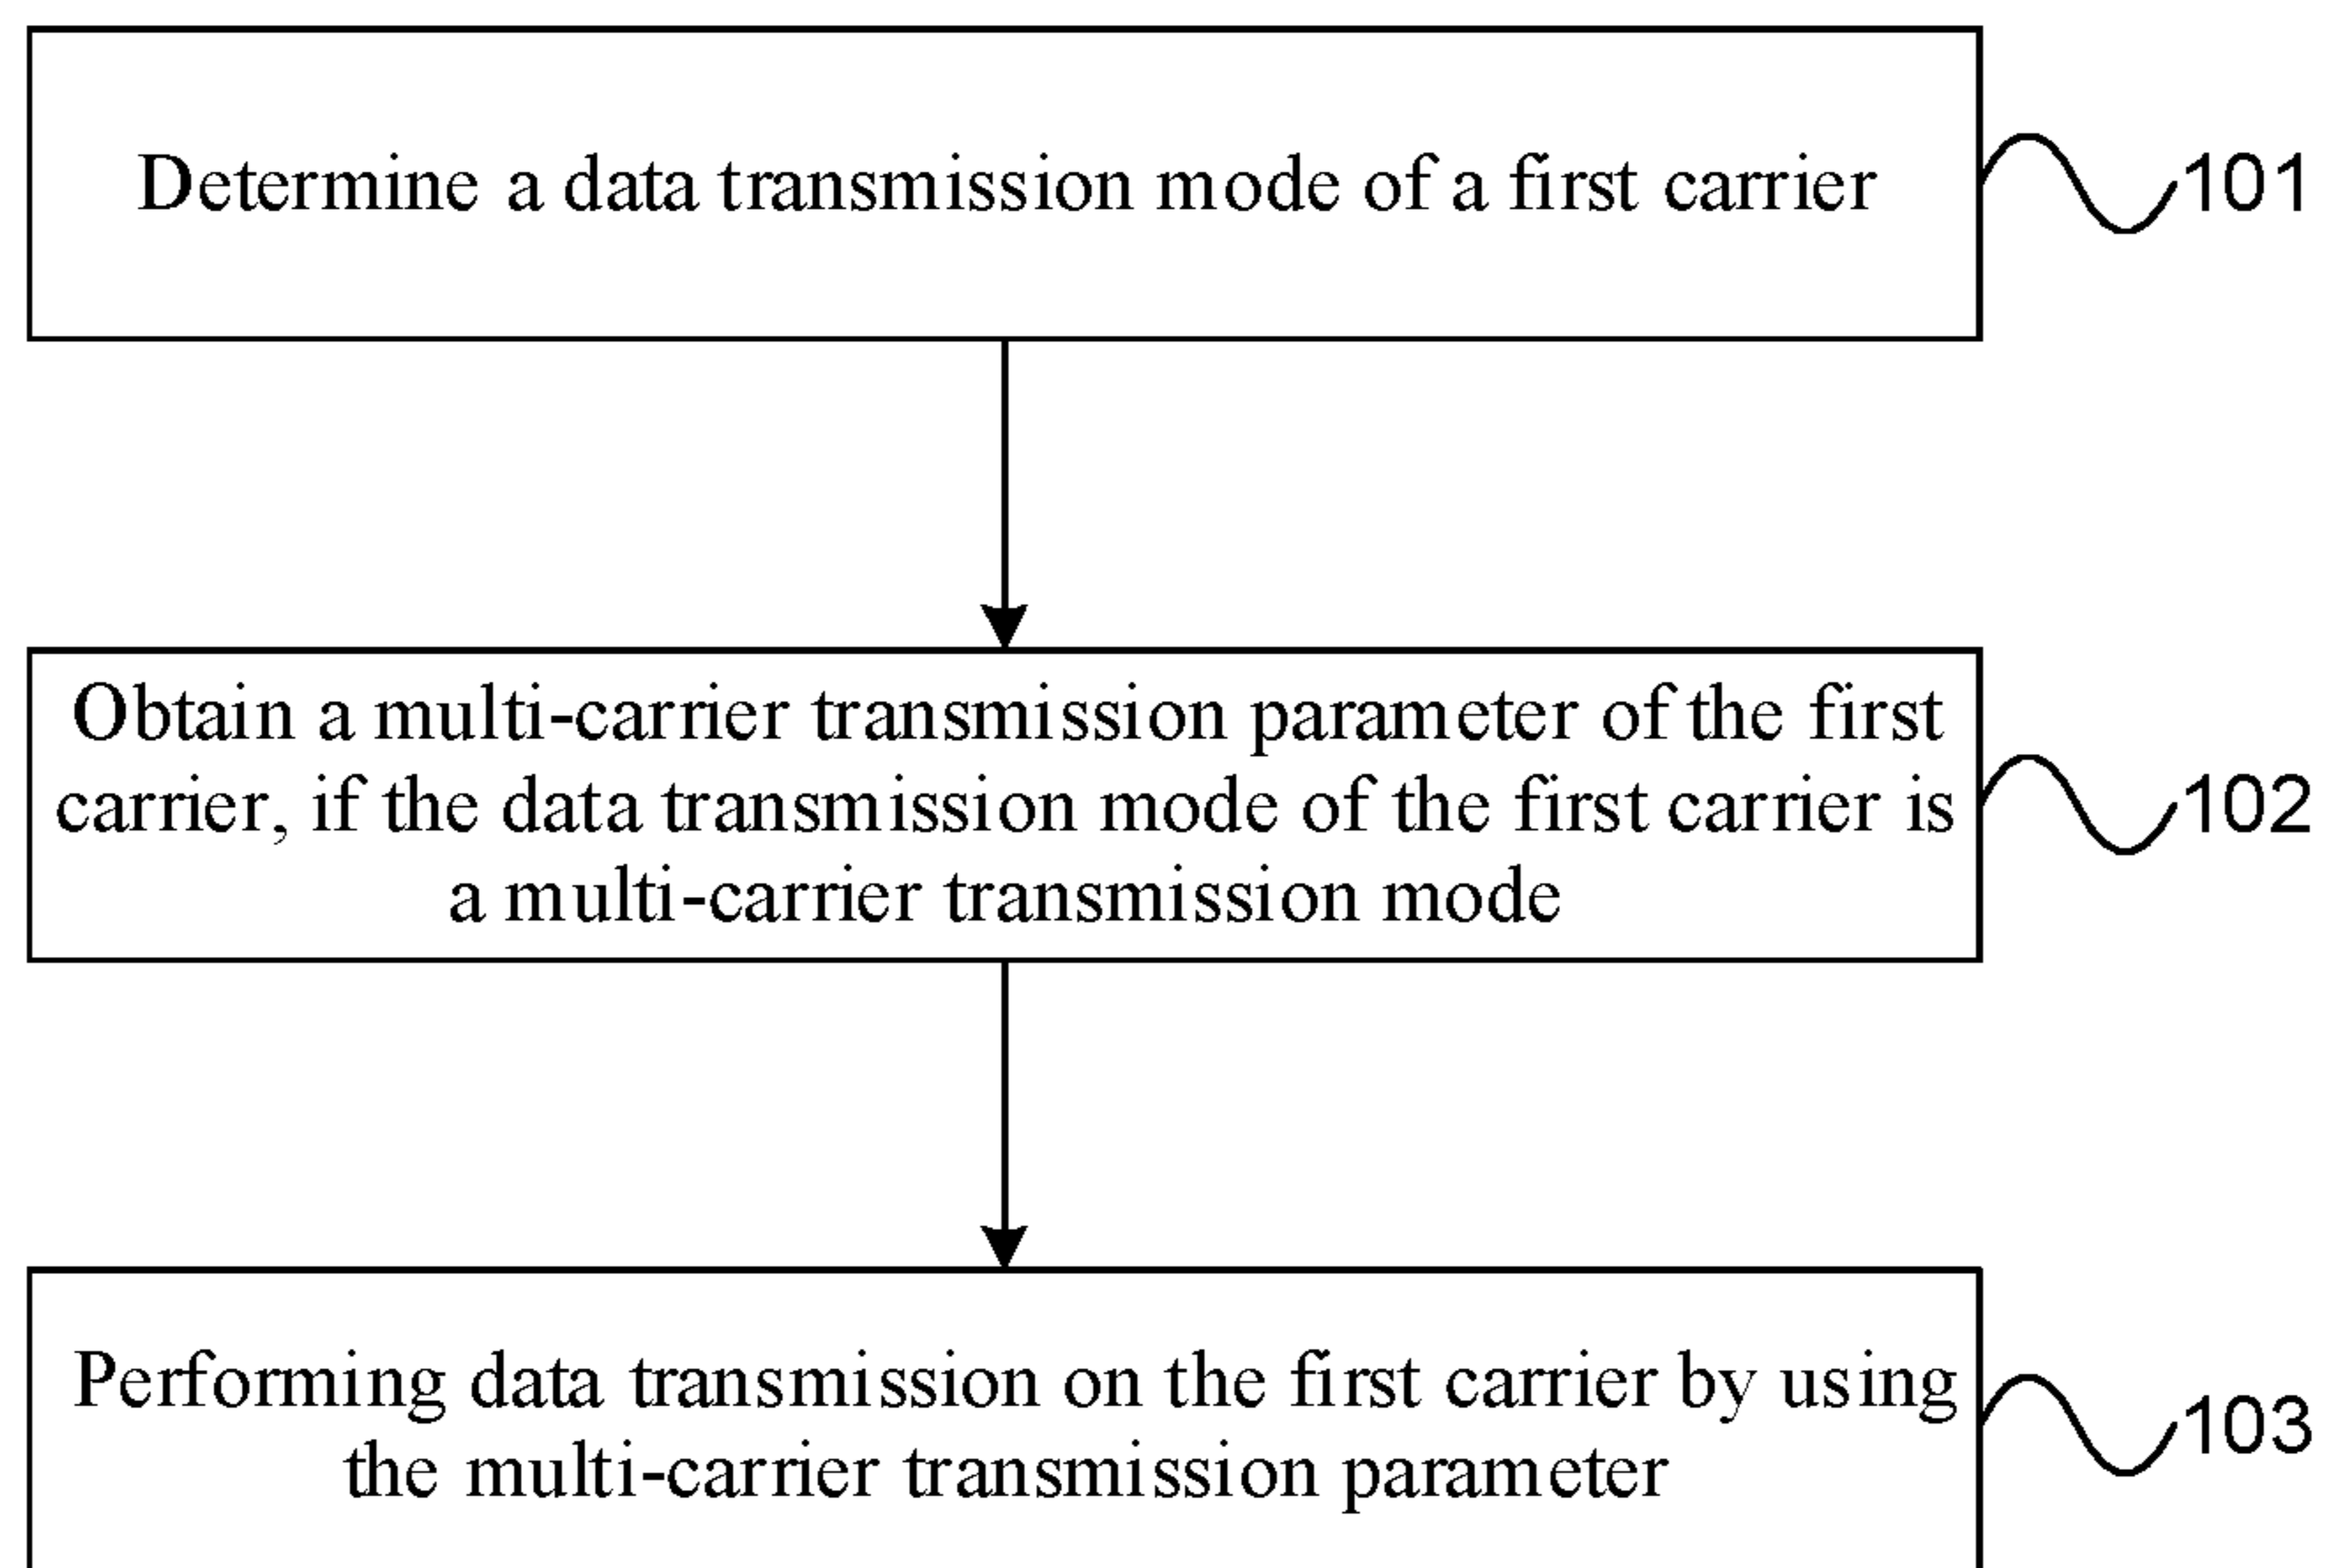 Determine a data transmission mode of a first carrier
101
Obtain a multi-carrier transmission parameter of the first
carrier, if the data transmission mode of the first carrier is
a multi-carrier transmission mode
102
Performing data transmission on the first carrier by using
the multi-carrier transmission parameter
103